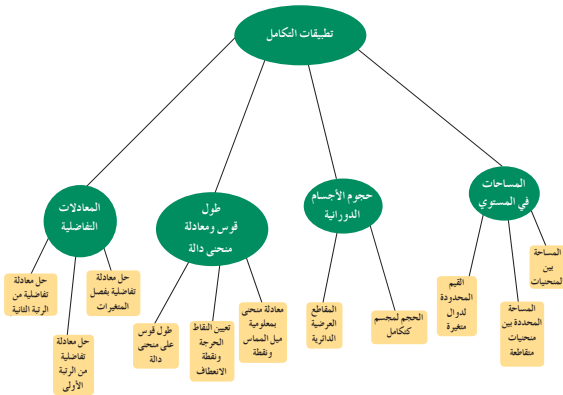 تطبيقات التكامل
المساحات
في المستوي
حجوم الأجسام
الدورانية
طول
قوس ومعادلة
منحنى دالة
المعادلات
التفاضلية
المساحة
بين
لمنحنيات
المساحة
المحددة بين
منحنيات
متقاطعة
القيم
المحدودة
لدوال
متغيرة
الحجم لمجسم
كتكامل
المقاطع
العرضية
الدائرية
معادلة منحنى
بمعلومية
ميل المماس
ونقطة
تعيين النقاط
الحرجة
ونقطة
الانعطاف
طول قوس
على منحنى
دالة
حل معادلة
تفاضلية بفصل
المتغيرات
حل معادلة
تفاضلية
من الرتبة
الأولى
حل معادلة
تفاضلية من
الرتبة الثانية